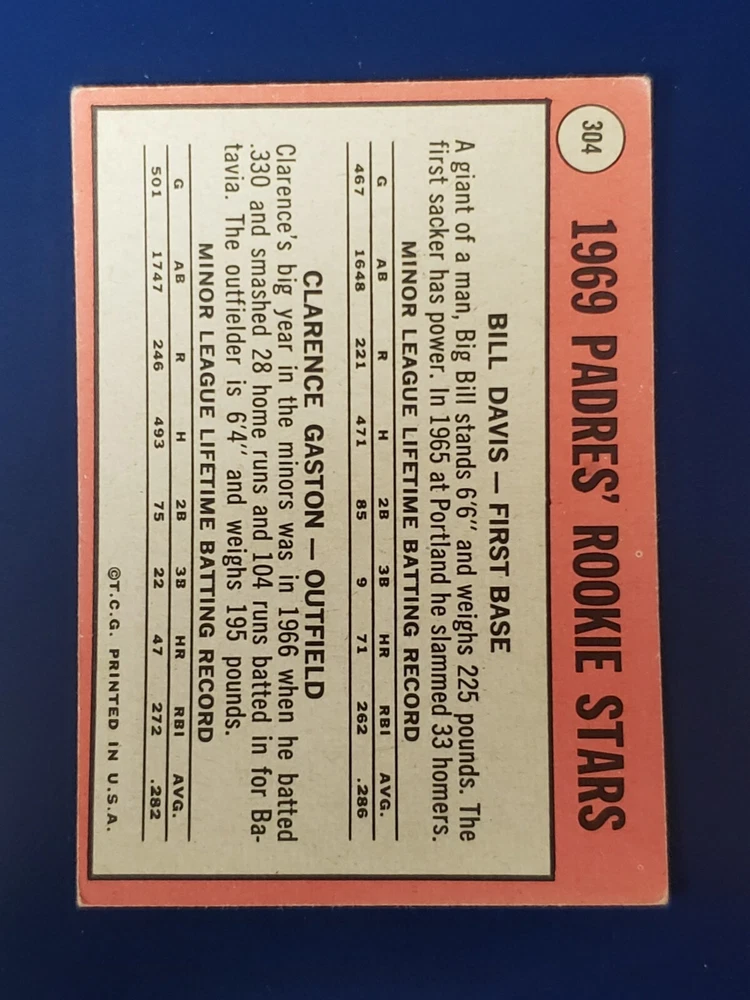 304
1969 PADRES' ROOKIE STARS
BILL DAVIS — FIRST BASE
A giant of a man, Big Bill stands 6'6" and weighs 225 pounds. The
first sacker has power. In 1965 at Portland he slammed 33 homers.
MINOR LEAGUE LIFETIME BATTING RECORD
G AB R H 2B 3B HR RBI AVG.
467 1648 221 471 85 9 71 262 .286
CLARENCE GASTON — OUTFIELD
Clarence's big year in the minors was in 1966 when he batted
.330 and smashed 28 home runs and 104 runs batted in for Ba-
tavia. The outfielder is 6'4" and weighs 195 pounds.
MINOR LEAGUE LIFETIME BATTING RECORD
G AB R H 2B 3B HR RBI AVG.
501 1747 246 493 75 22 47 272 .282
©T.C.G. PRINTED IN U.S.A.